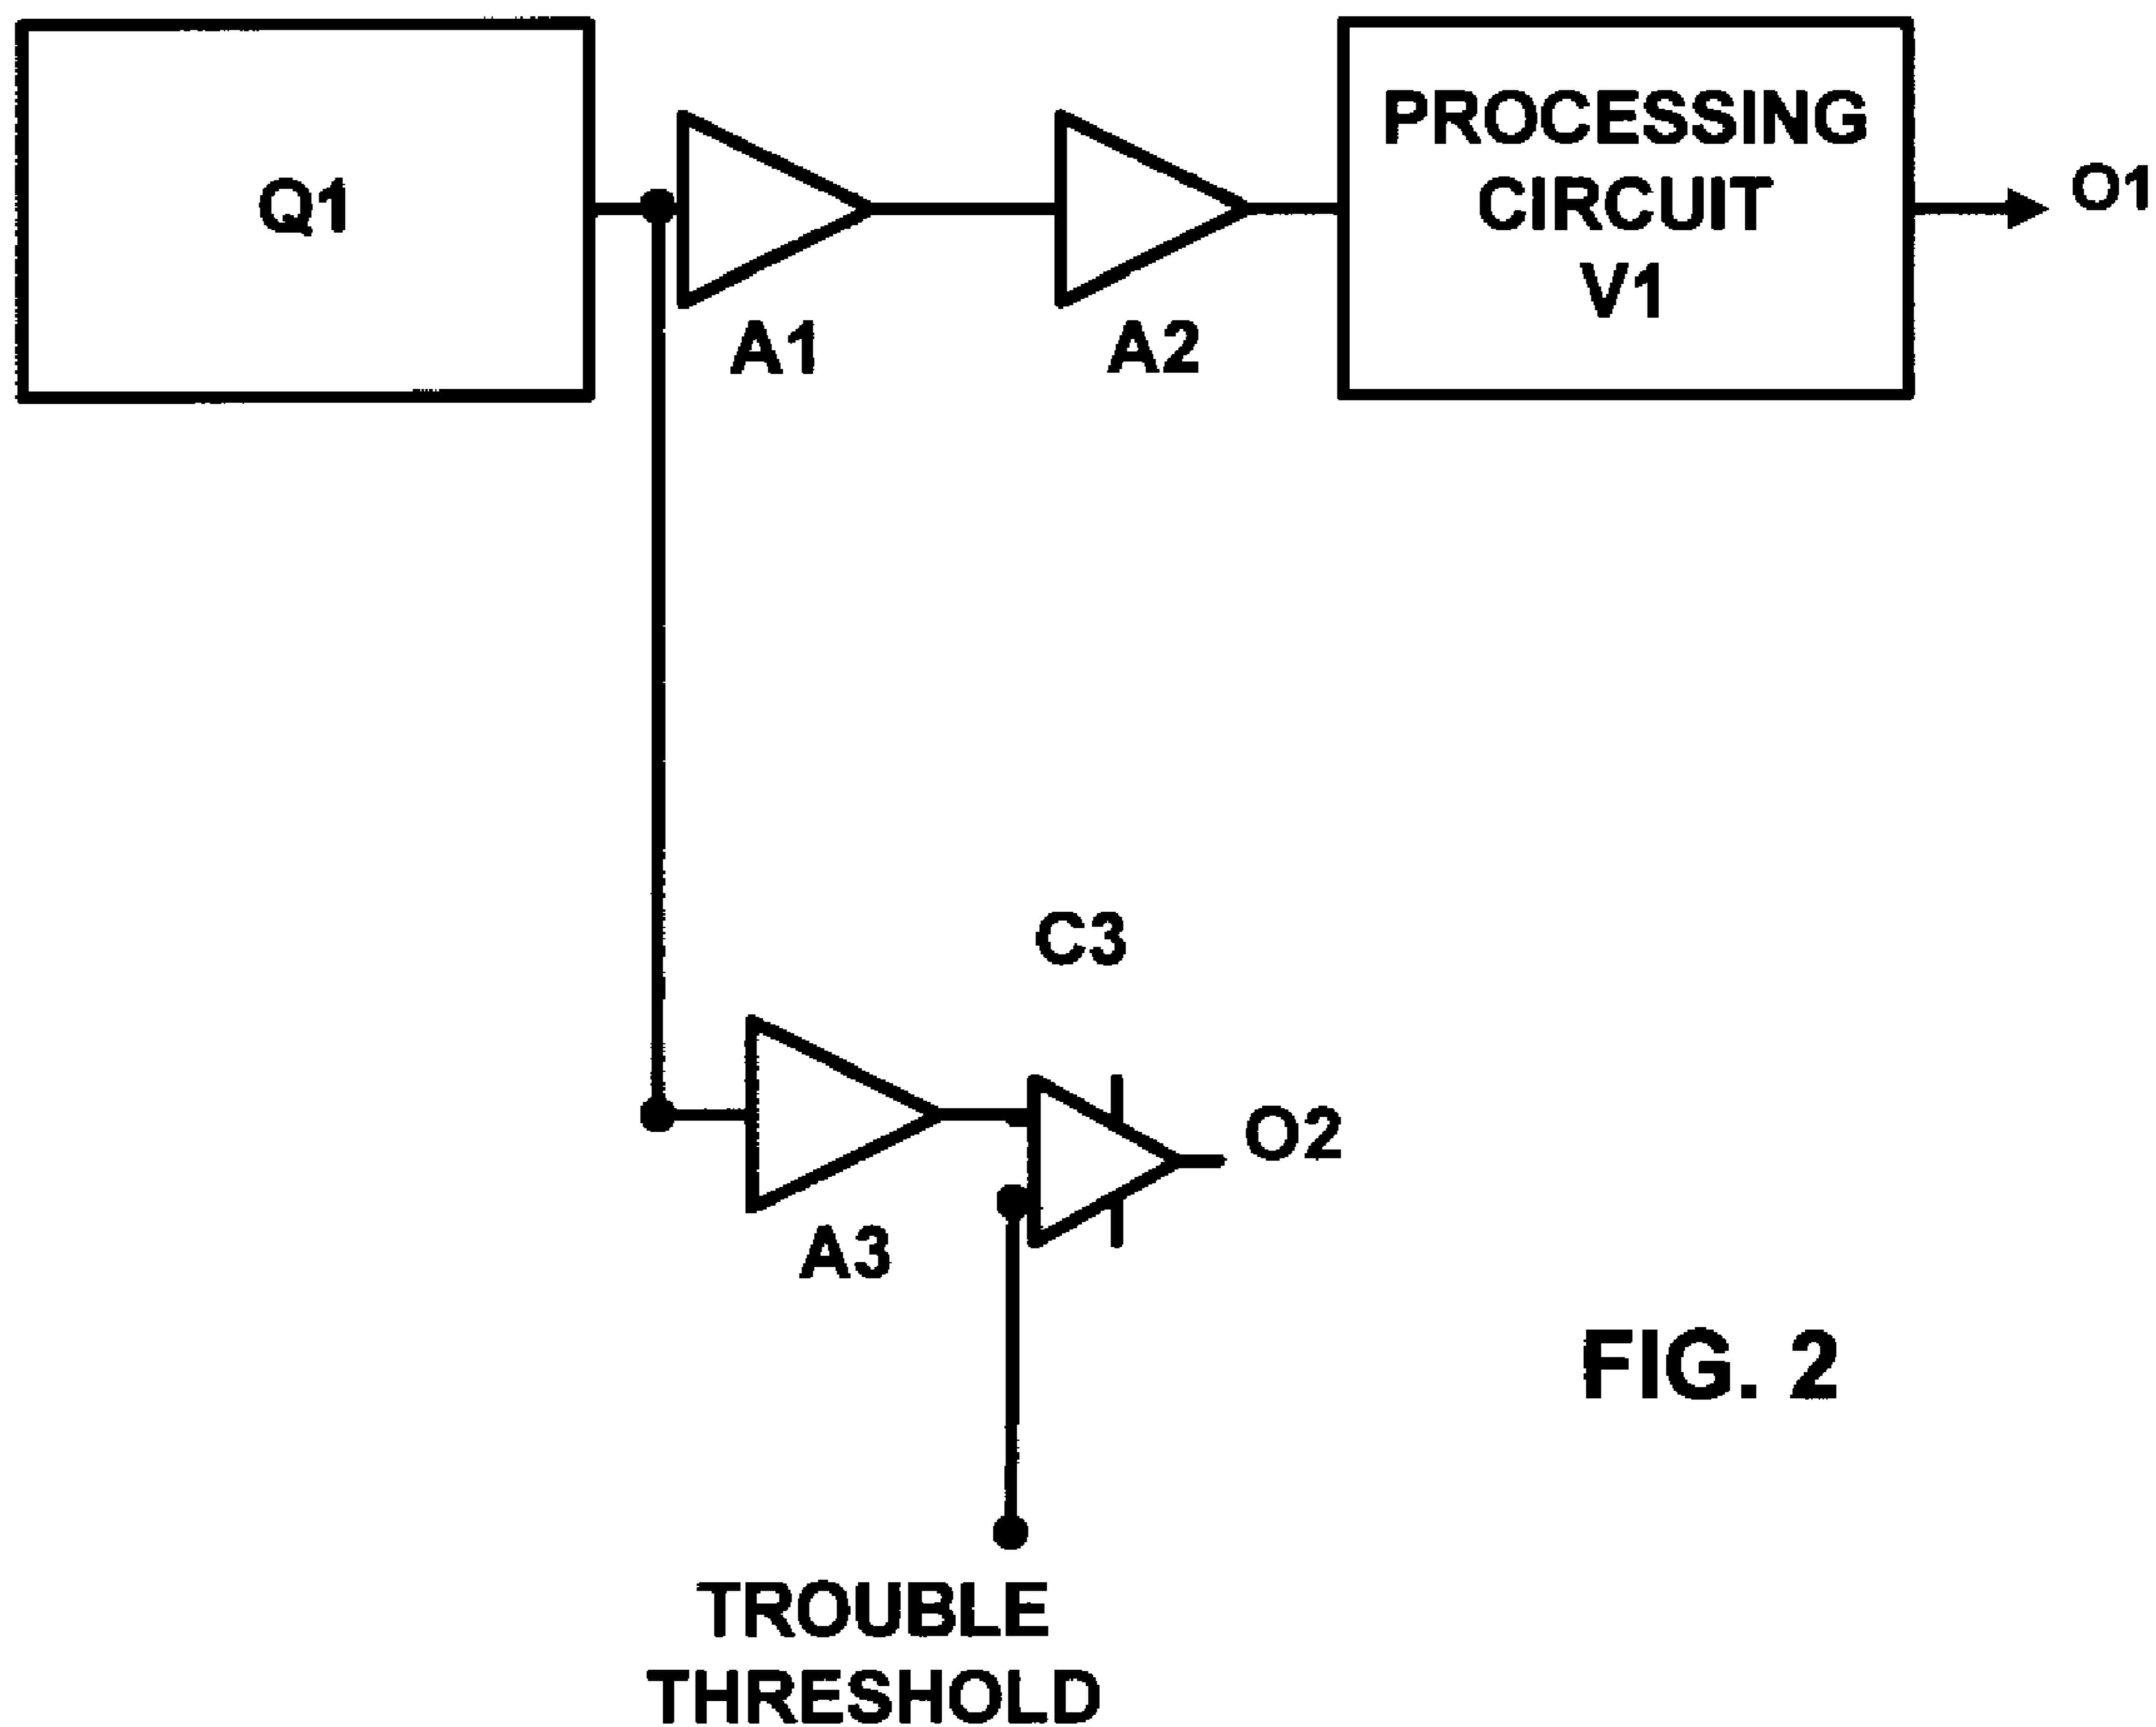 Q1
A1
A2
PROCESSING
CIRCUIT
V1
O1
C3
A3
O2
TROUBLE
THRESHOLD
FIG. 2